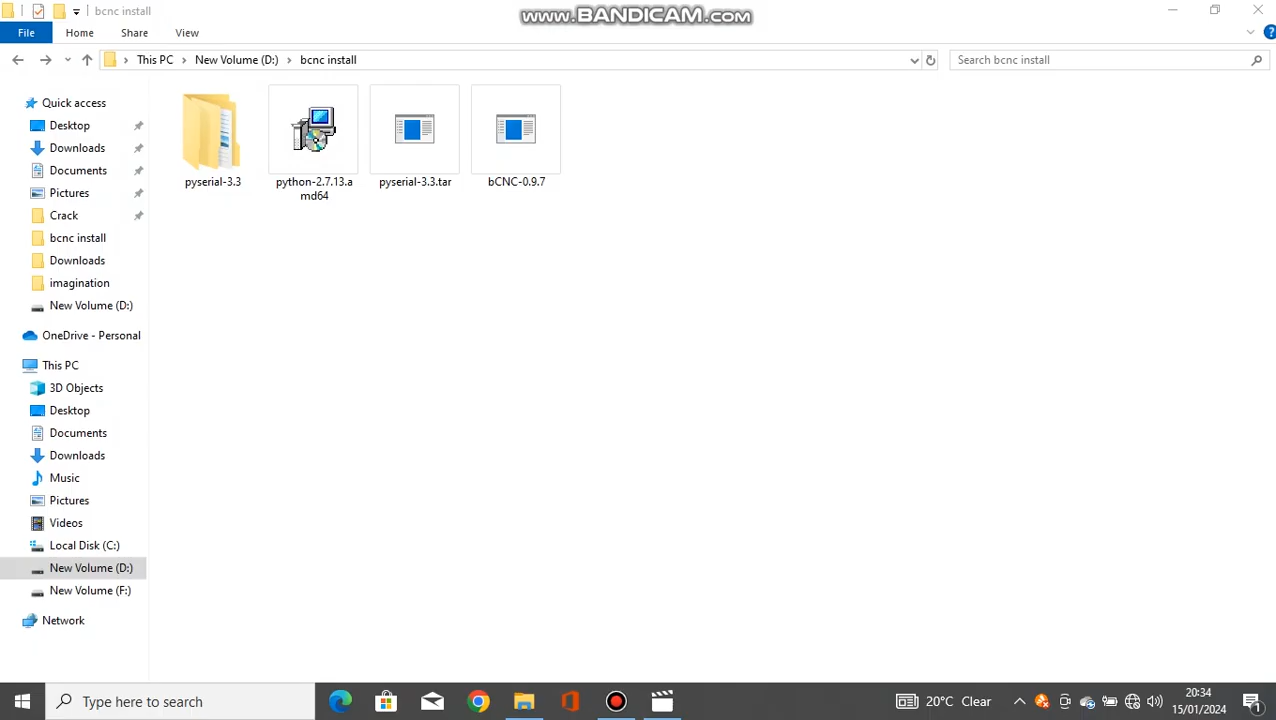 bcnc install
www.BANDICAM.com
File
Home
Share
View
This PC
New Volume (D:)
bcnc install
Search bcnc install
Quick access
Desktop
Downloads
Documents
Pictures
Crack
bcnc install
Downloads
imagination
New Volume (D:)
OneDrive - Personal
This PC
3D Objects
Desktop
Documents
Downloads
Music
Pictures
Videos
Local Disk (C:)
New Volume (D:)
New Volume (F:)
Network
pyserial-3.3
python-2.7.13.a
md64
pyserial-3.3.tar
bCNC-0.9.7
Type here to search
20°C Clear
20:34
15/01/2024
1